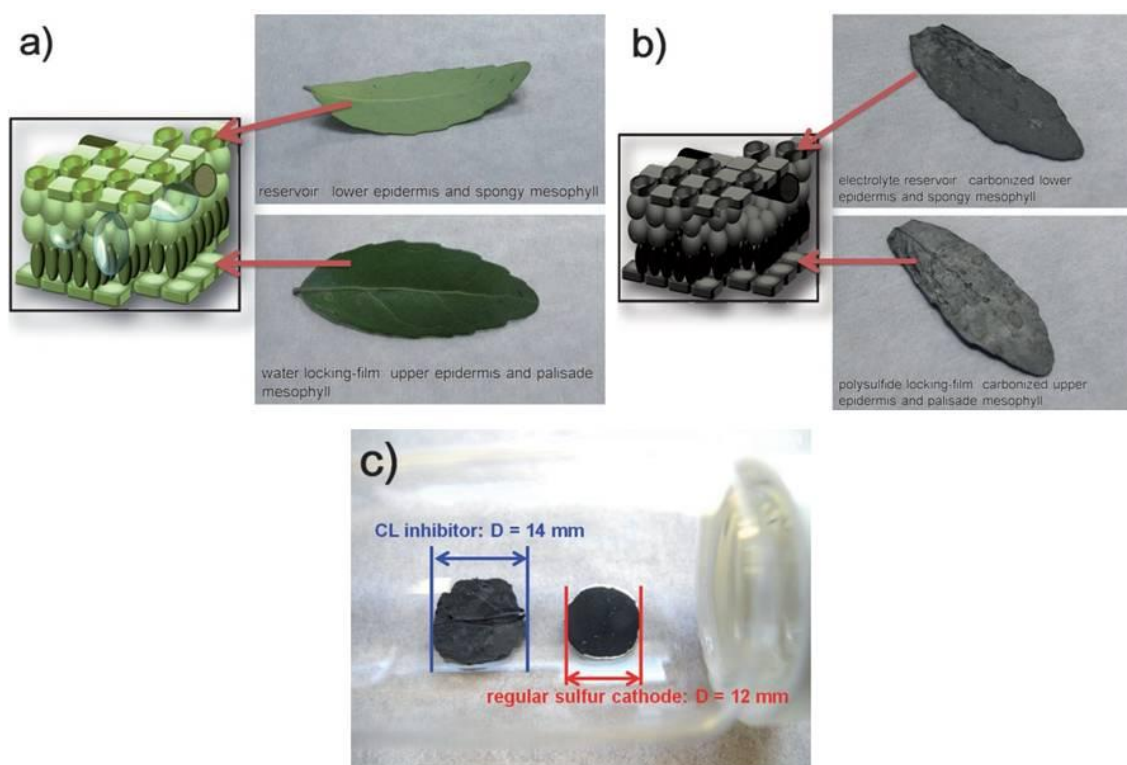 a)
reservoir lower epidermis and spongy mesophyll
water locking-film upper epidermis and palisade
mesophyll
b)
electrolyte reservoir carbonized lower
epidermis and spongy mesophyll
polysulfide locking-film carbonized upper
epidermis and palisade mesophyll
c)
CL inhibitor: D = 14 mm
regular sulfur cathode: D = 12 mm